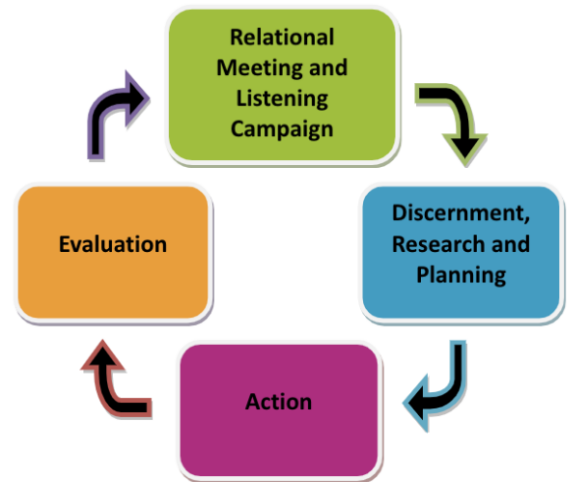 Relational
Meeting and
Listening
Campaign
Discernment,
Research and
Planning
Action
Evaluation